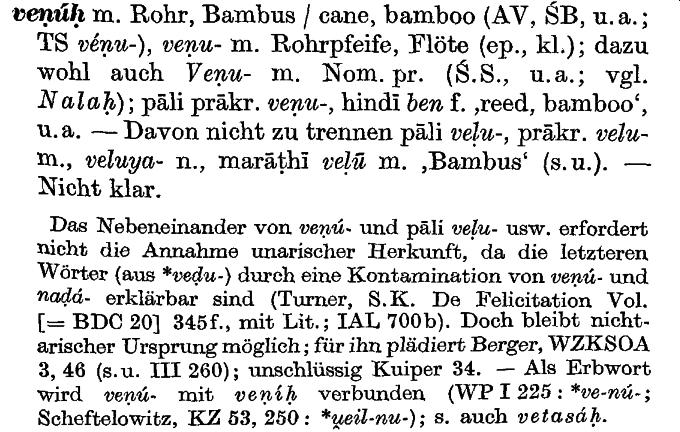 veṇúḥ m. Rohr, Bambus / cane, bamboo (AV, ŚB, u. a.;
TS véṇu-), veṇu- m. Rohrpfeife, Flöte (ep., kl.); dazu
wohl auch Veṇu- m. Nom. pr. (Ś.S., u. a.; vgl.
Nalaḥ); pāli prākr. veṇu-, hindī ben f. ‚reed, bamboo‘,
u. a. — Davon nicht zu trennen pāli veḷu-, prākr. velu-
m., veluya- n., marāṭhī veḷū m. ‚Bambus‘ (s. u.). —
Nicht klar.
Das Nebeneinander von veṇú- und pāli veḷu- usw. erfordert
nicht die Annahme unarischer Herkunft, da die letzteren
Wörter (aus *veḍu-) durch eine Kontamination von veṇú- und
naḍá- erklärbar sind (Turner, S.K. De Felicitation Vol.
[= BDC 20] 345f., mit Lit.; IAL 700b). Doch bleibt nicht-
arischer Ursprung möglich; für ihn plädiert Berger, WZKSOA
3, 46 (s. u. III 260); unschlüssig Kuiper 34. — Als Erbwort
wird veṇú- mit veṇíḥ verbunden (WP I 225: *ve-nú-;
Scheftelowitz, KZ 53, 250: *u̯eil-nu-); s. auch vetasáḥ.